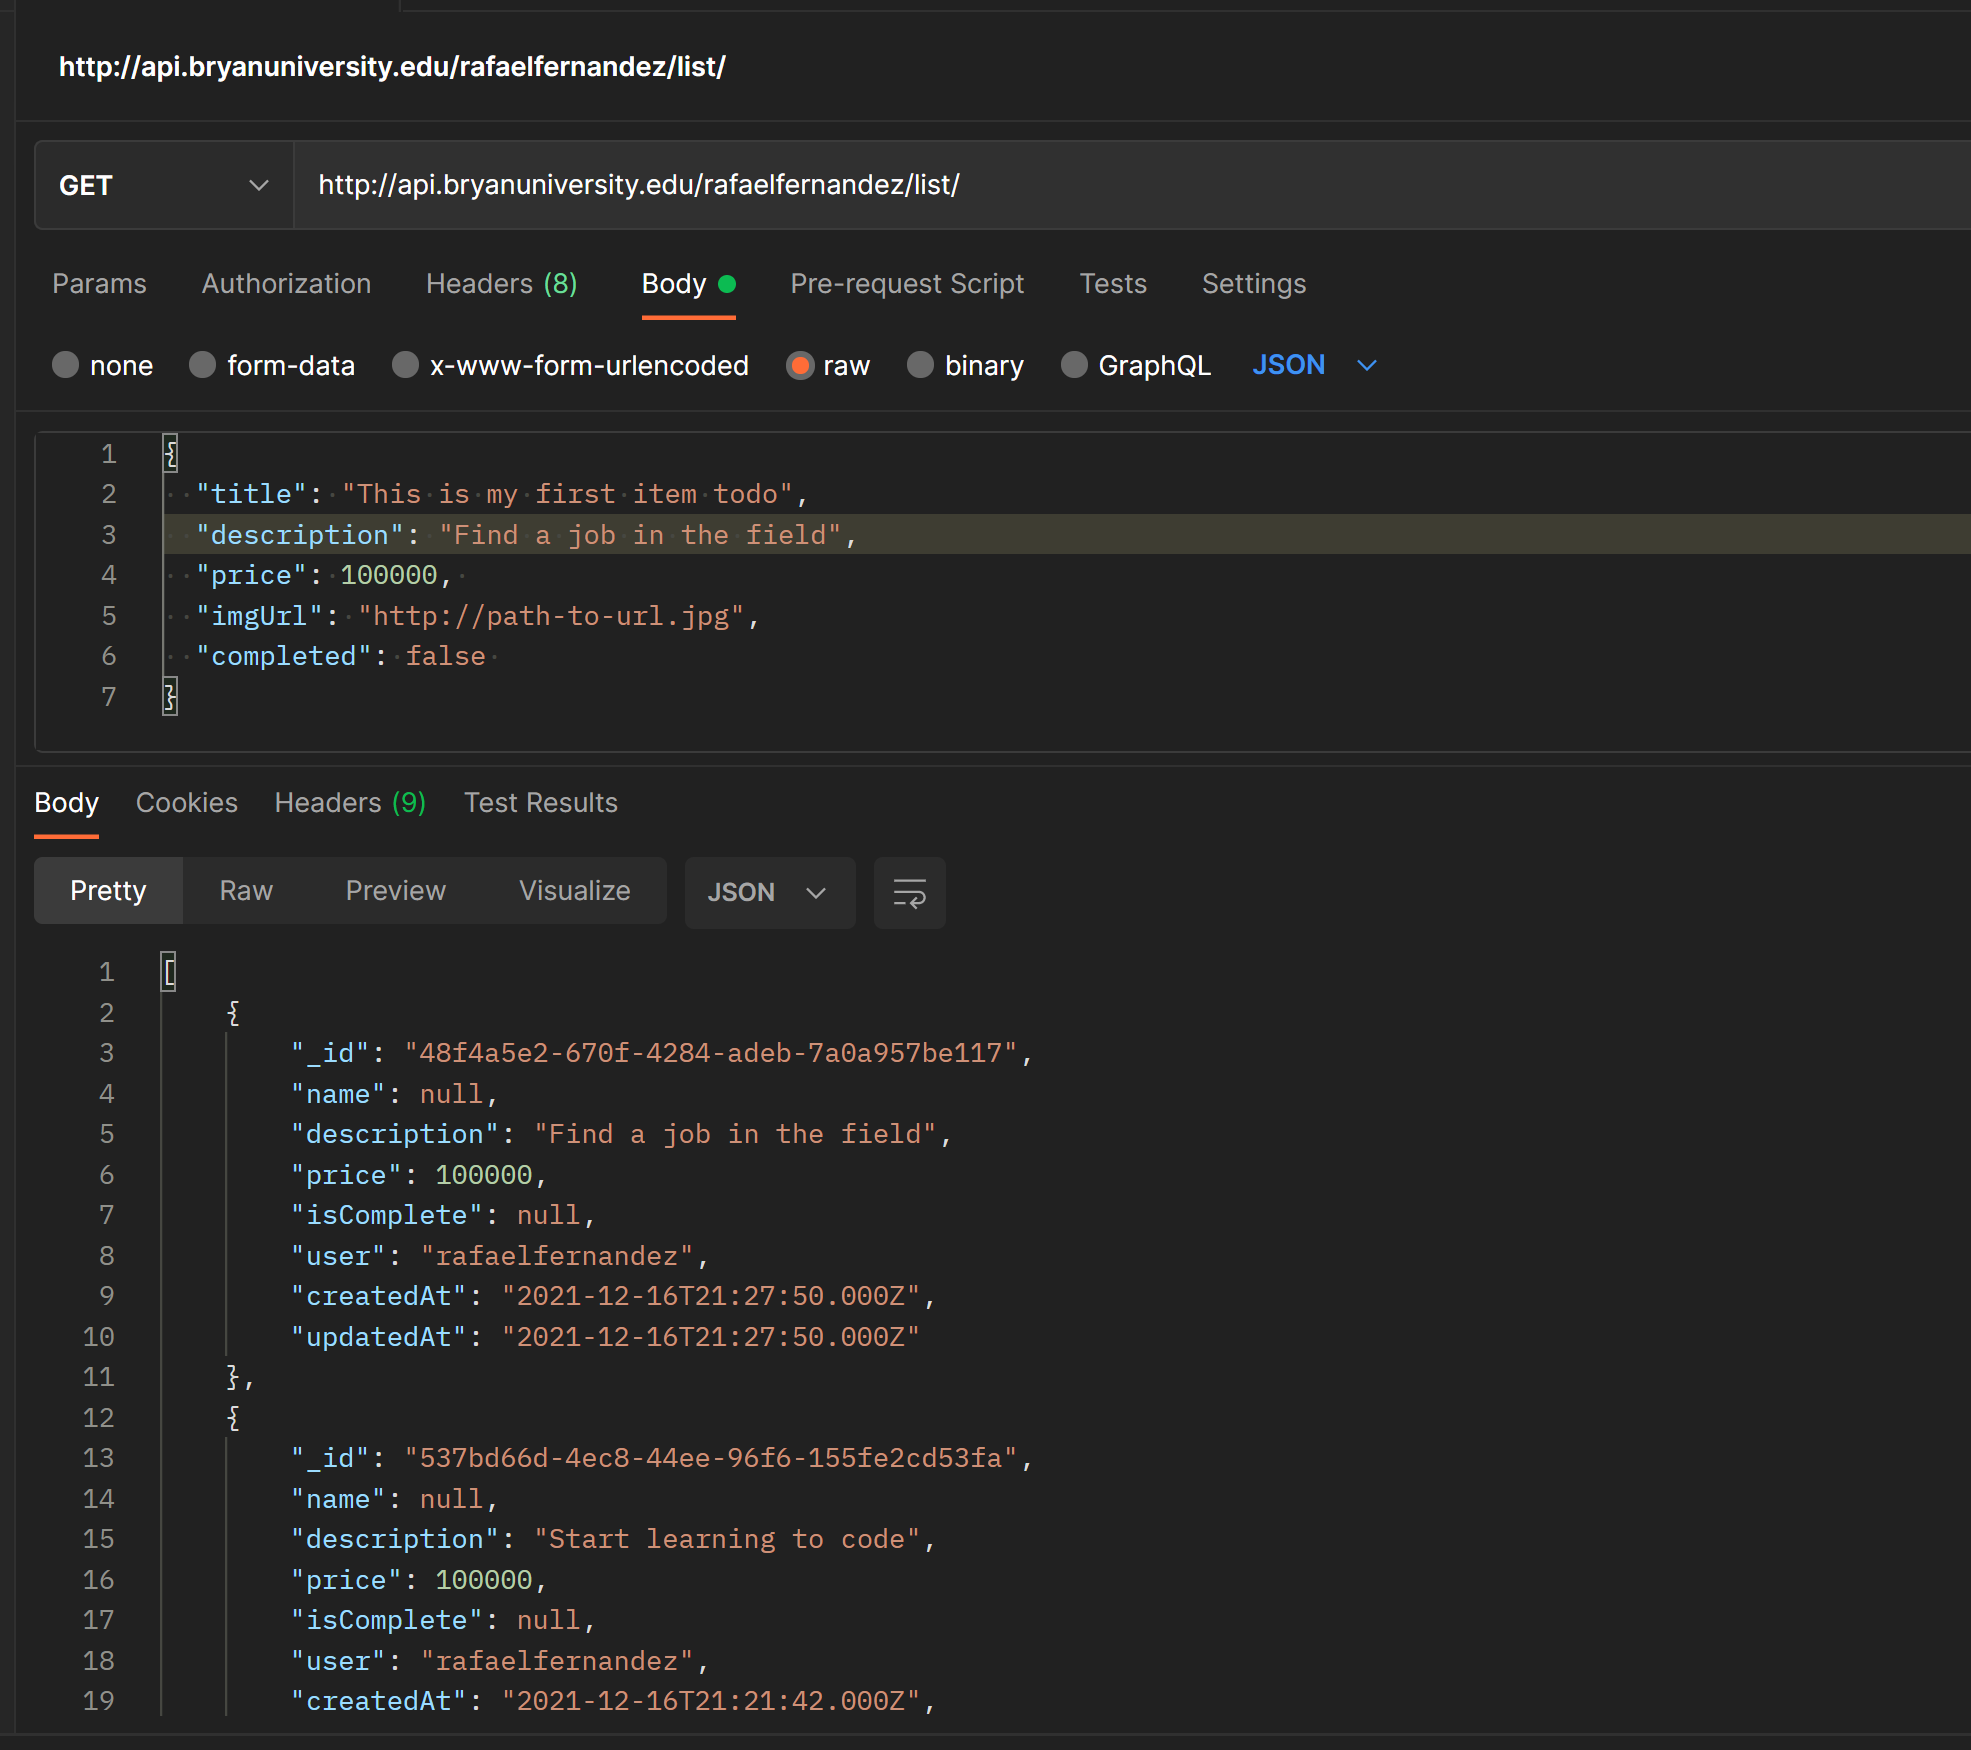 http://api.bryanuniversity.edu/rafaelfernandez/list/
GET http://api.bryanuniversity.edu/rafaelfernandez/list/
Params Authorization Headers (8) Body Pre-request Script Tests Settings
none form-data x-www-form-urlencoded raw binary GraphQL JSON
1 {
2 "title": "This is my first item todo",
3 "description": "Find a job in the field",
4 "price": 100000,
5 "imgUrl": "http://path-to-url.jpg",
6 "completed": false
7 }
Body Cookies Headers (9) Test Results
Pretty Raw Preview Visualize JSON
1 [
2 {
3 "_id": "48f4a5e2-670f-4284-adeb-7a0a957be117",
4 "name": null,
5 "description": "Find a job in the field",
6 "price": 100000,
7 "isComplete": null,
8 "user": "rafaelfernandez",
9 "createdAt": "2021-12-16T21:27:50.000Z",
10 "updatedAt": "2021-12-16T21:27:50.000Z"
11 },
12 {
13 "_id": "537bd66d-4ec8-44ee-96f6-155fe2cd53fa",
14 "name": null,
15 "description": "Start learning to code",
16 "price": 100000,
17 "isComplete": null,
18 "user": "rafaelfernandez",
19 "createdAt": "2021-12-16T21:21:42.000Z",